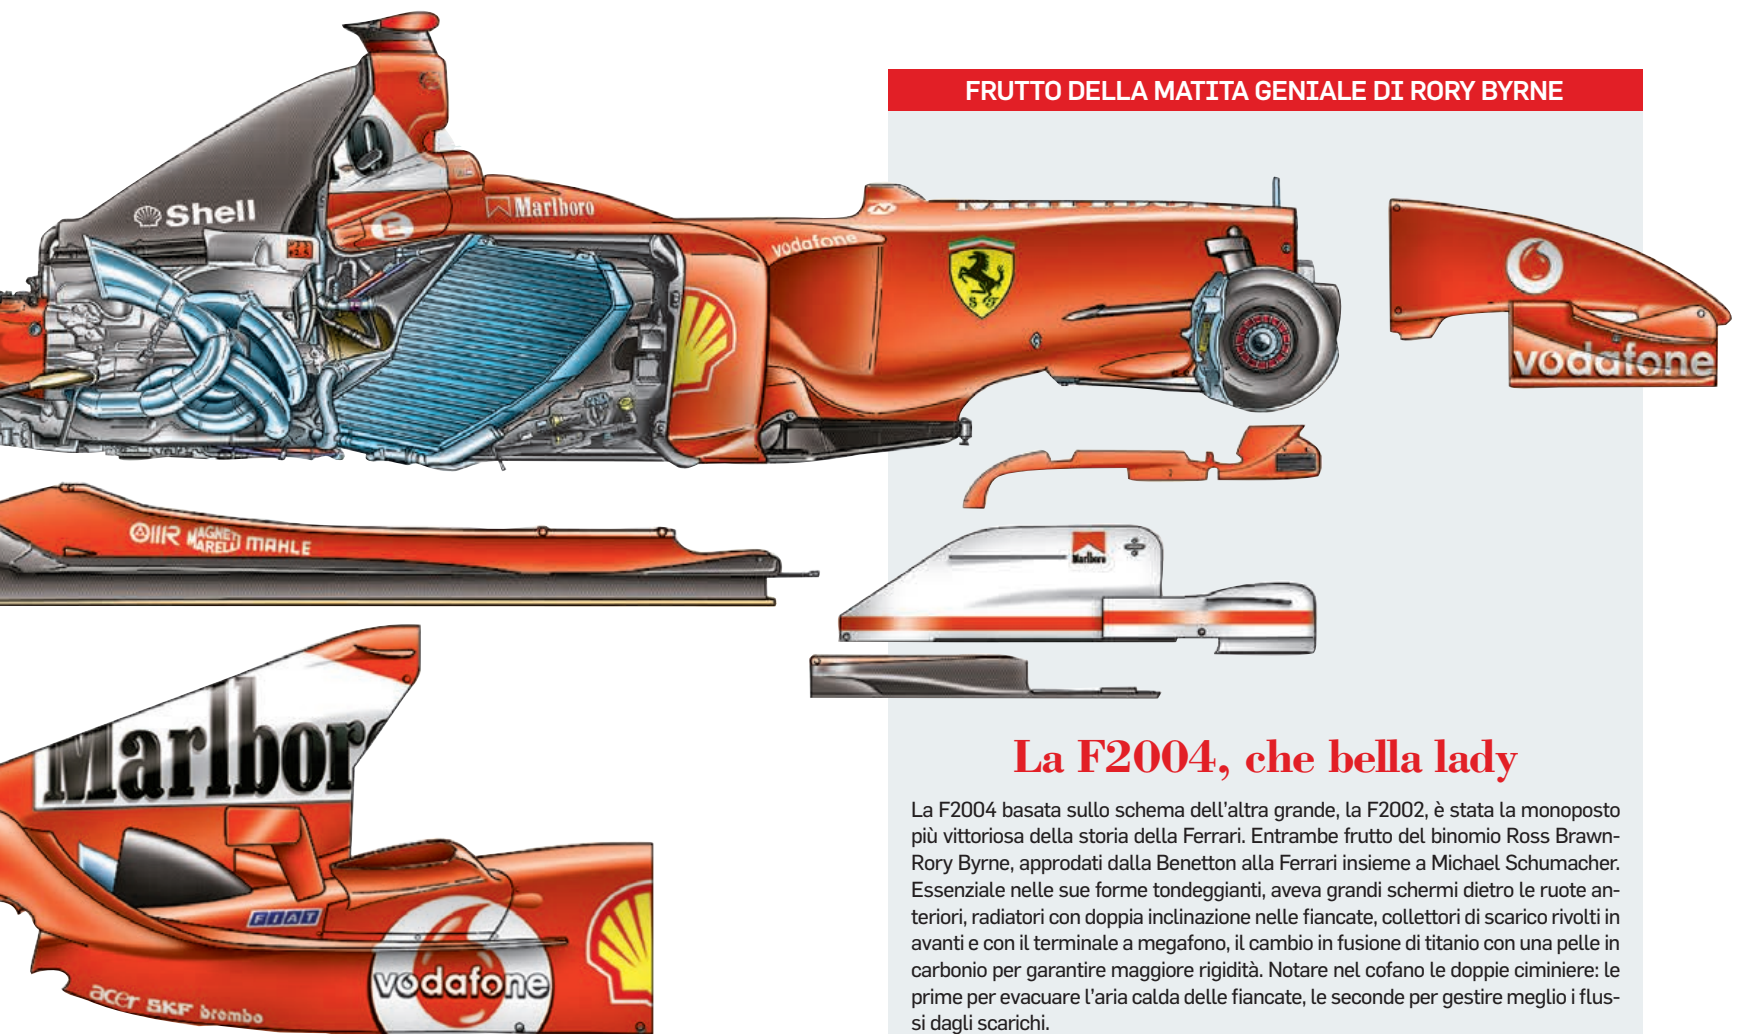 FRUTTO DELLA MATITA GENIALE DI RORY BYRNE
Shell
Marlboro
vodafone
S F
vodafone
MAGNETI
MARELLI
MAHLE
Marlboro
Marlbor
FIAT
vodafone
acer SKF brembo
La F2004, che bella lady
La F2004 basata sullo schema dell'altra grande, la F2002, è stata la monoposto
più vittoriosa della storia della Ferrari. Entrambe frutto del binomio Ross Brawn-
Rory Byrne, approdati dalla Benetton alla Ferrari insieme a Michael Schumacher.
Essenziale nelle sue forme tondeggianti, aveva grandi schermi dietro le ruote an-
teriori, radiatori con doppia inclinazione nelle fiancate, collettori di scarico rivolti in
avanti e con il terminale a megafono, il cambio in fusione di titanio con una pelle in
carbonio per garantire maggiore rigidità. Notare nel cofano le doppie ciminiere: le
prime per evacuare l'aria calda delle fiancate, le seconde per gestire meglio i flus-
si dagli scarichi.